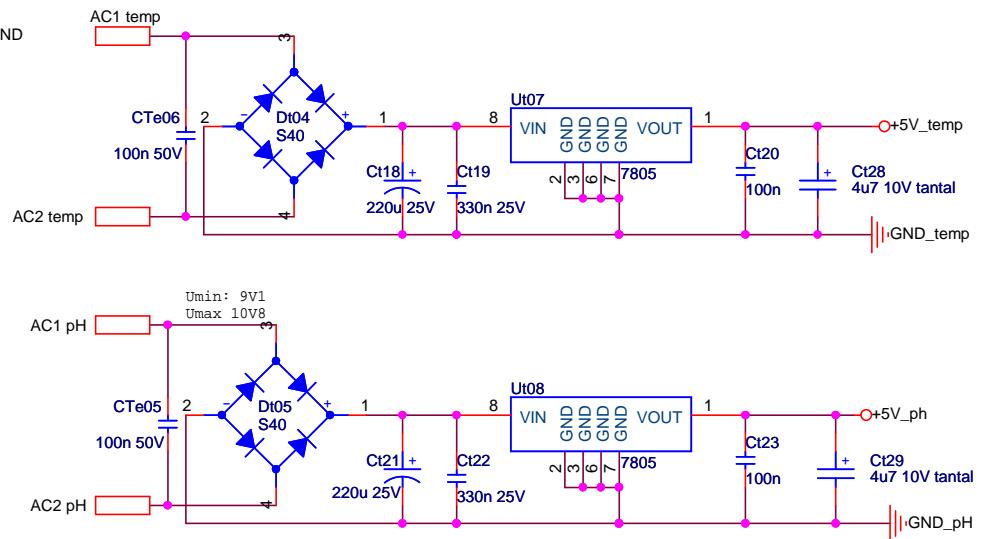 ND
AC1 temp
3
CTe06
100n 50V
2
-
Dt04
S40
+
1
4
AC2 temp
Ct18
+
220u 25V
Ct19
330n 25V
Ut07
8
VIN
GND
GND
GND
GND
VOUT
1
2
3
6
7
7805
Ct20
100n
+
Ct28
4u7 10V tantal
+5V_temp
GND_temp
Umin: 9V1
Umax 10V8
AC1 pH
3
CTe05
100n 50V
2
-
Dt05
S40
+
1
4
AC2 pH
Ct21
+
220u 25V
Ct22
330n 25V
Ut08
8
VIN
GND
GND
GND
GND
VOUT
1
2
3
6
7
7805
Ct23
100n
+
Ct29
4u7 10V tantal
+5V_ph
GND_pH